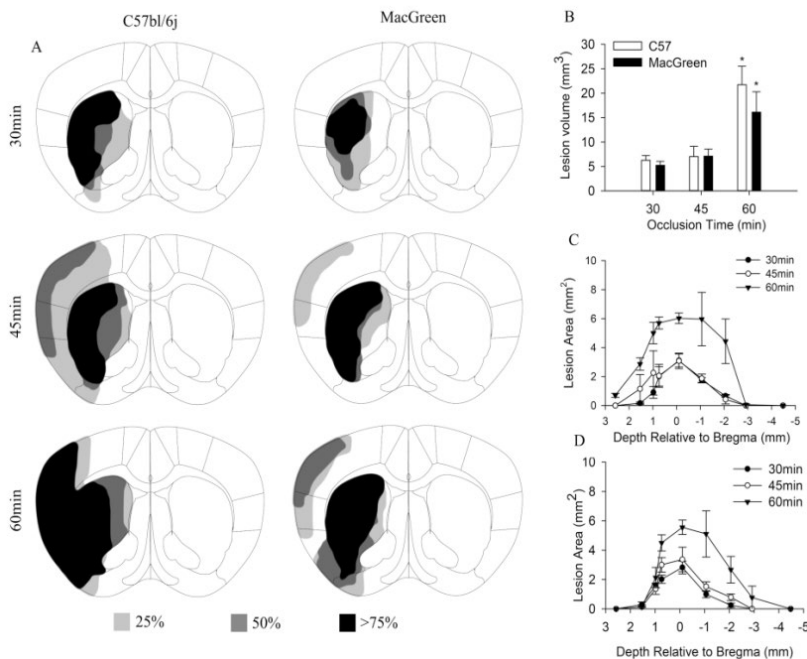 C57bl/6j
MacGreen
A
30min
45min
60min
25%
50%
>75%
B
C57
MacGreen
*
*
Lesion volume (mm3)
30
25
20
15
10
5
0
30
45
60
Occlusion Time (min)
C
30min
45min
60min
Lesion Area (mm2)
10
8
6
4
2
0
3 2 1 0 -1 -2 -3 -4 -5
Depth Relative to Bregma (mm)
D
30min
45min
60min
Lesion Area (mm2)
10
8
6
4
2
0
3 2 1 0 -1 -2 -3 -4 -5
Depth Relative to Bregma (mm)